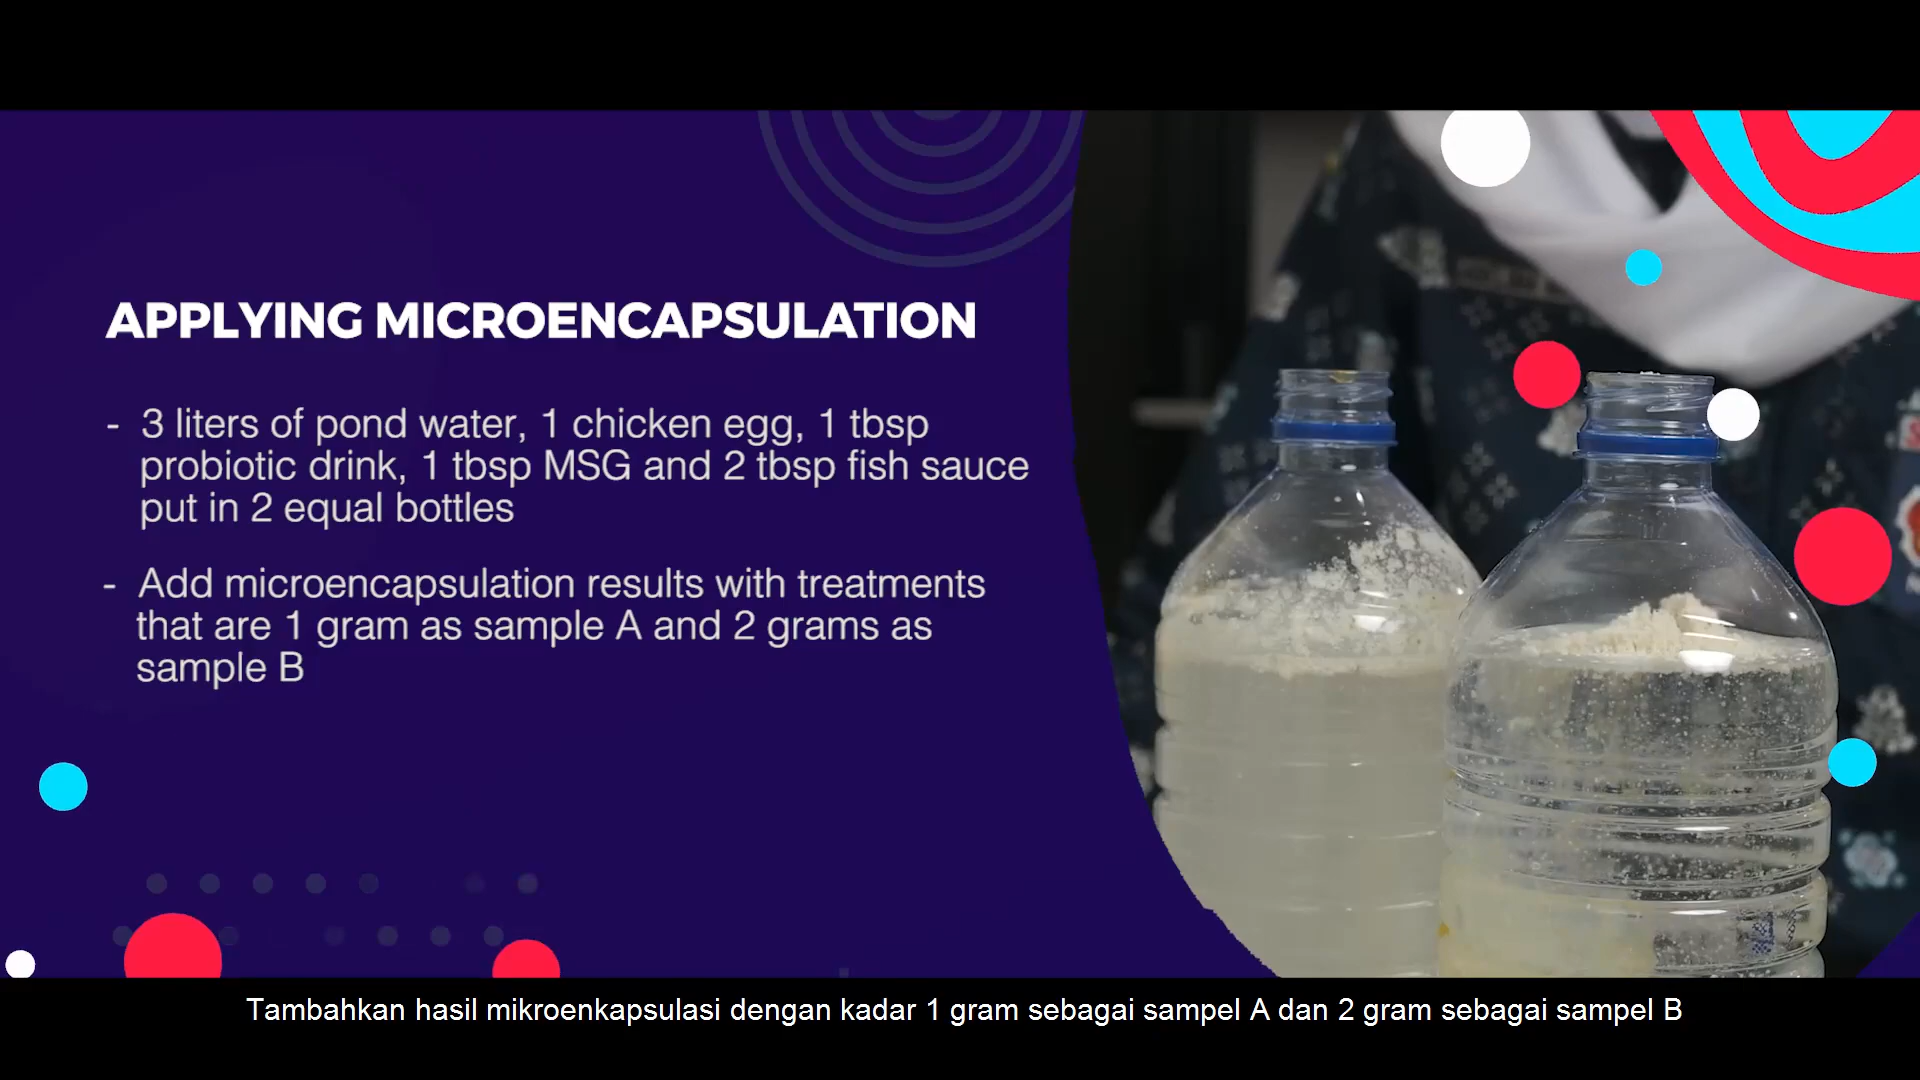 APPLYING MICROENCAPSULATION
- 3 liters of pond water, 1 chicken egg, 1 tbsp
probiotic drink, 1 tbsp MSG and 2 tbsp fish sauce
put in 2 equal bottles
- Add microencapsulation results with treatments
that are 1 gram as sample A and 2 grams as
sample B
Tambahkan hasil mikroenkapsulasi dengan kadar 1 gram sebagai sampel A dan 2 gram sebagai sampel B